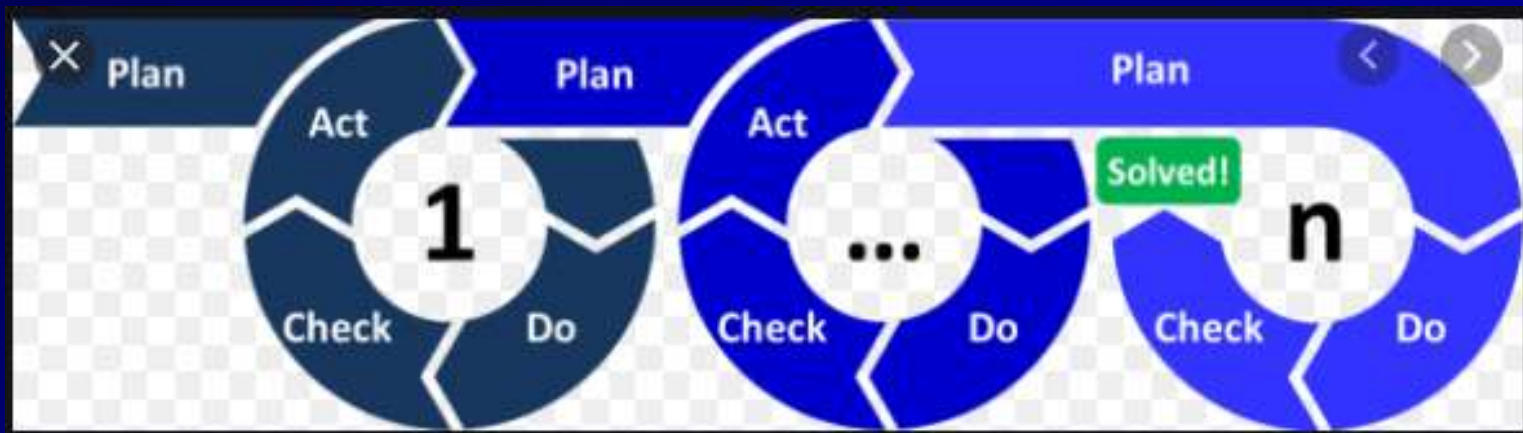 Plan
Plan
Plan
Act
Act
Solved!
1
...
n
Check
Do
Check
Do
Check
Do